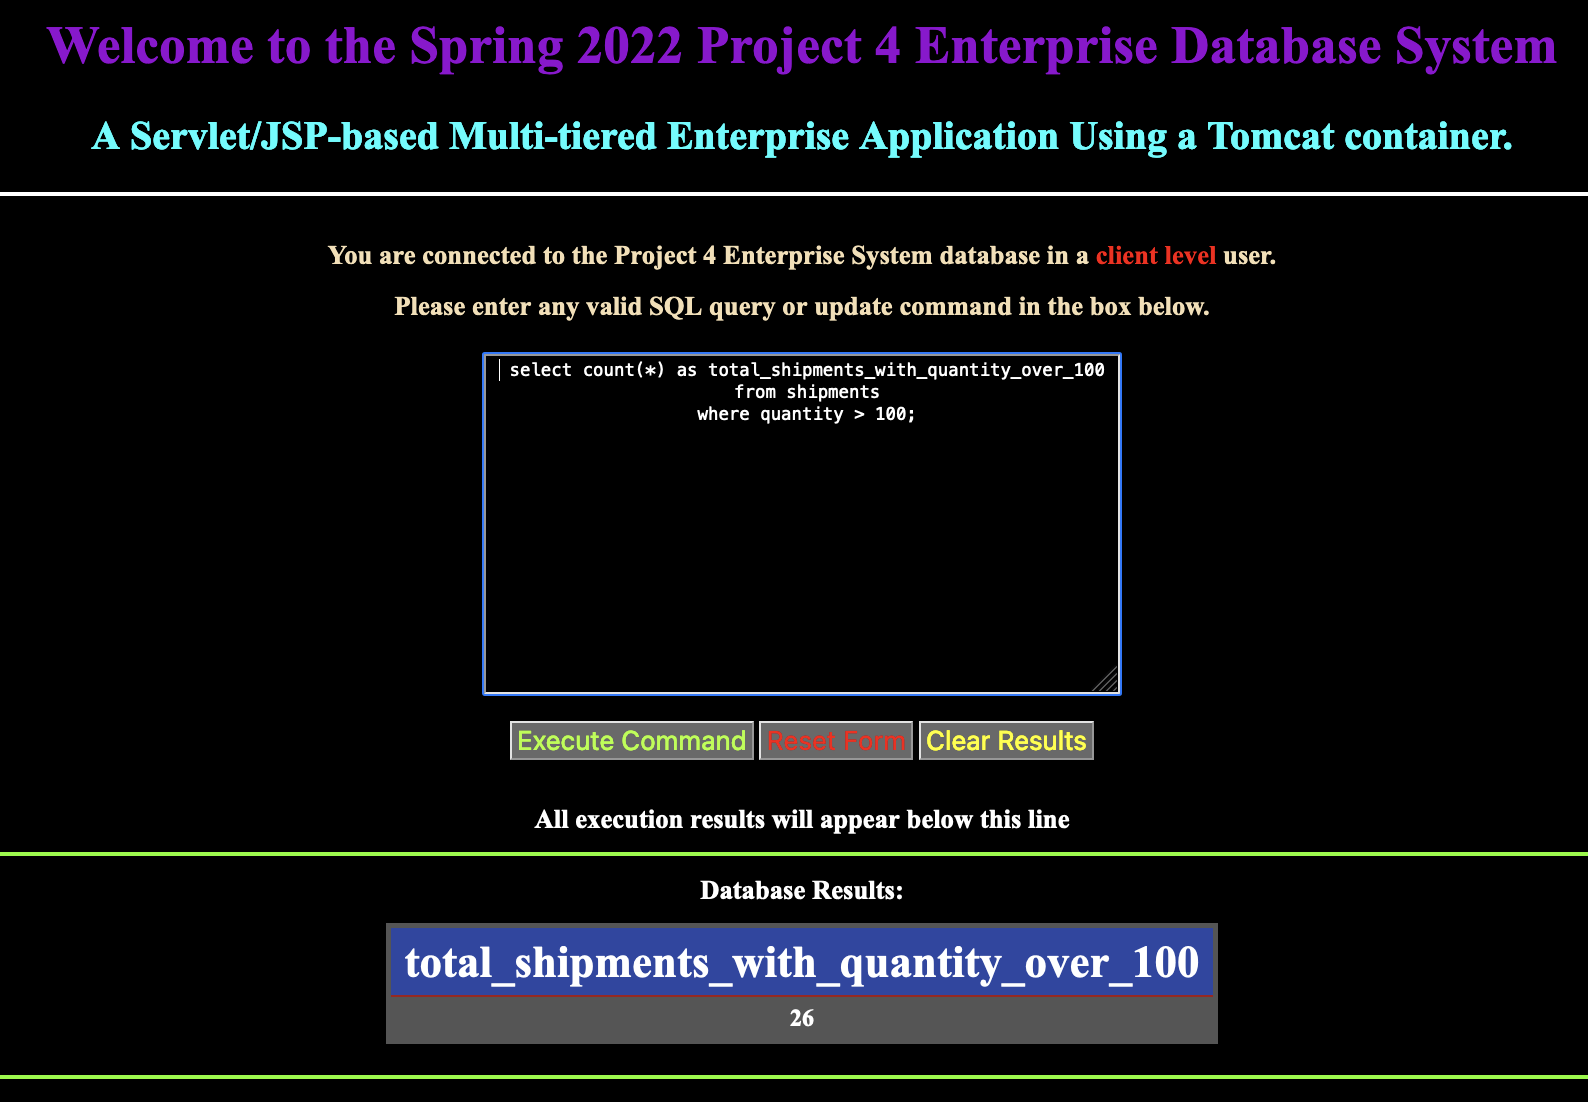 Welcome to the Spring 2022 Project 4 Enterprise Database System
A Servlet/JSP-based Multi-tiered Enterprise Application Using a Tomcat container.
You are connected to the Project 4 Enterprise System database in a client level user.
Please enter any valid SQL query or update command in the box below.
select count(*) as total_shipments_with_quantity_over_100
from shipments
where quantity > 100;
Execute Command Reset Form Clear Results
All execution results will appear below this line
Database Results:
total_shipments_with_quantity_over_100
26